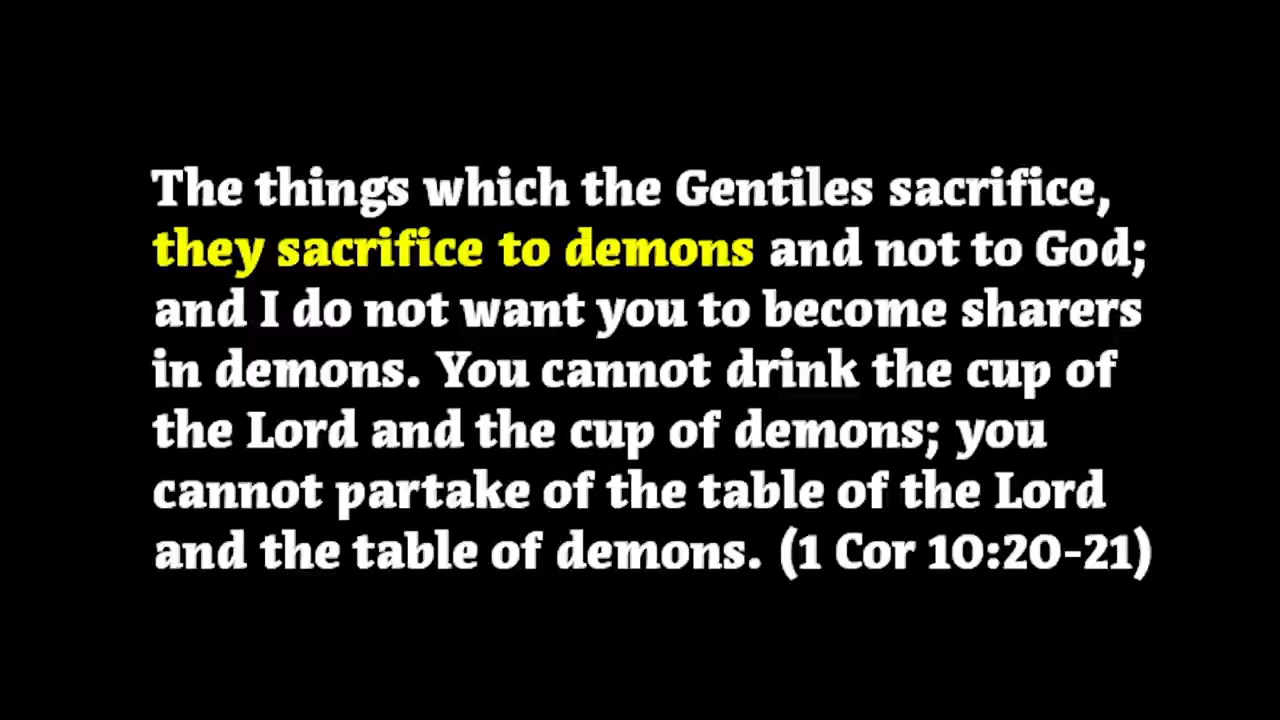 The things which the Gentiles sacrifice,
they sacrifice to demons and not to God;
and I do not want you to become sharers
in demons. You cannot drink the cup of
the Lord and the cup of demons; you
cannot partake of the table of the Lord
and the table of demons. (1 Cor 10:20-21)